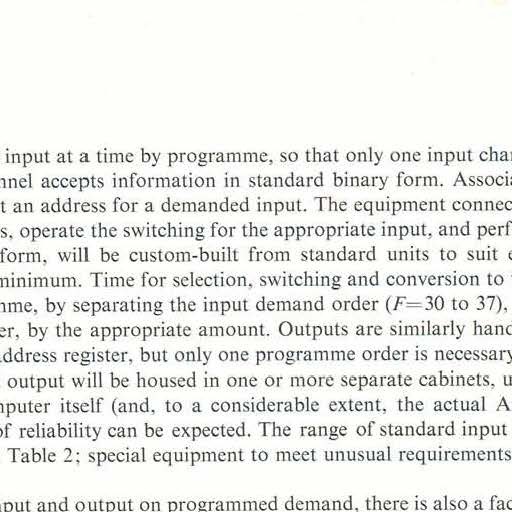 input at a time by programme, so that only one input cha
nnel accepts information in standard binary form. Associa
t an address for a demanded input. The equipment connec
s, operate the switching for the appropriate input, and perf
form, will be custom-built from standard units to suit e
minimum. Time for selection, switching and conversion to
me, by separating the input demand order (F=30 to 37),
er, by the appropriate amount. Outputs are similarly hand
ddress register, but only one programme order is necessary
output will be housed in one or more separate cabinets, u
puter itself (and, to a considerable extent, the actual A
of reliability can be expected. The range of standard input
Table 2; special equipment to meet unusual requirements
put and output on programmed demand, there is also a fac